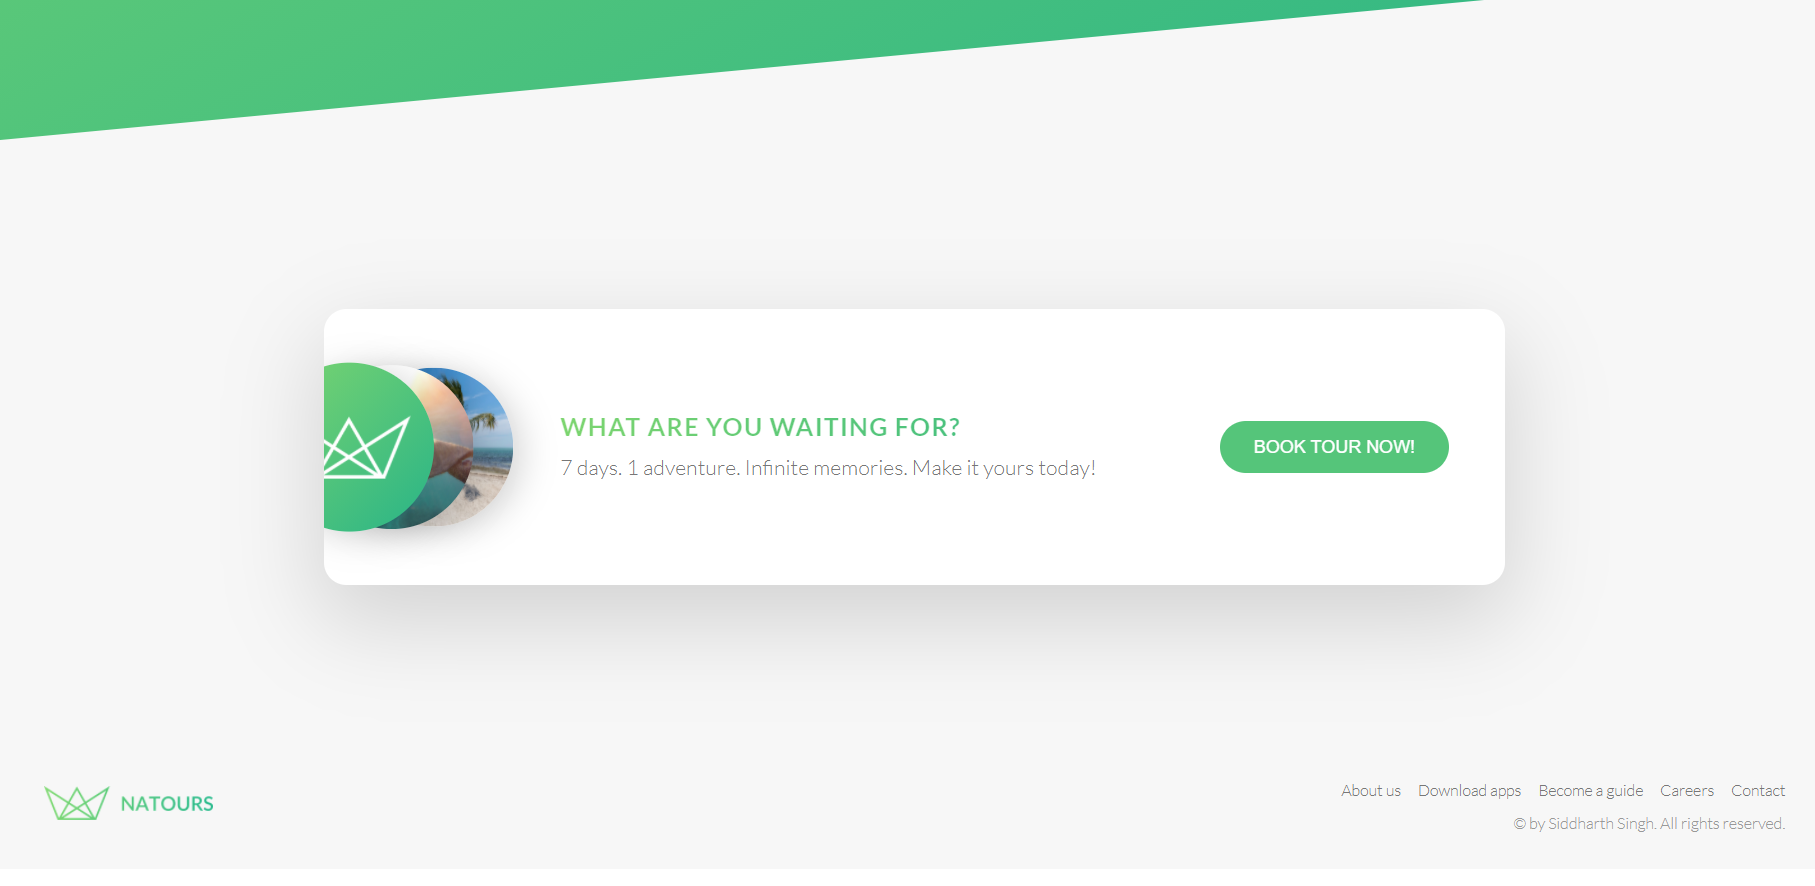 WHAT ARE YOU WAITING FOR?
7 days. 1 adventure. Infinite memories. Make it yours today!
BOOK TOUR NOW!
NATOURS
About us Download apps Become a guide Careers Contact
© by Siddharth Singh. All rights reserved.